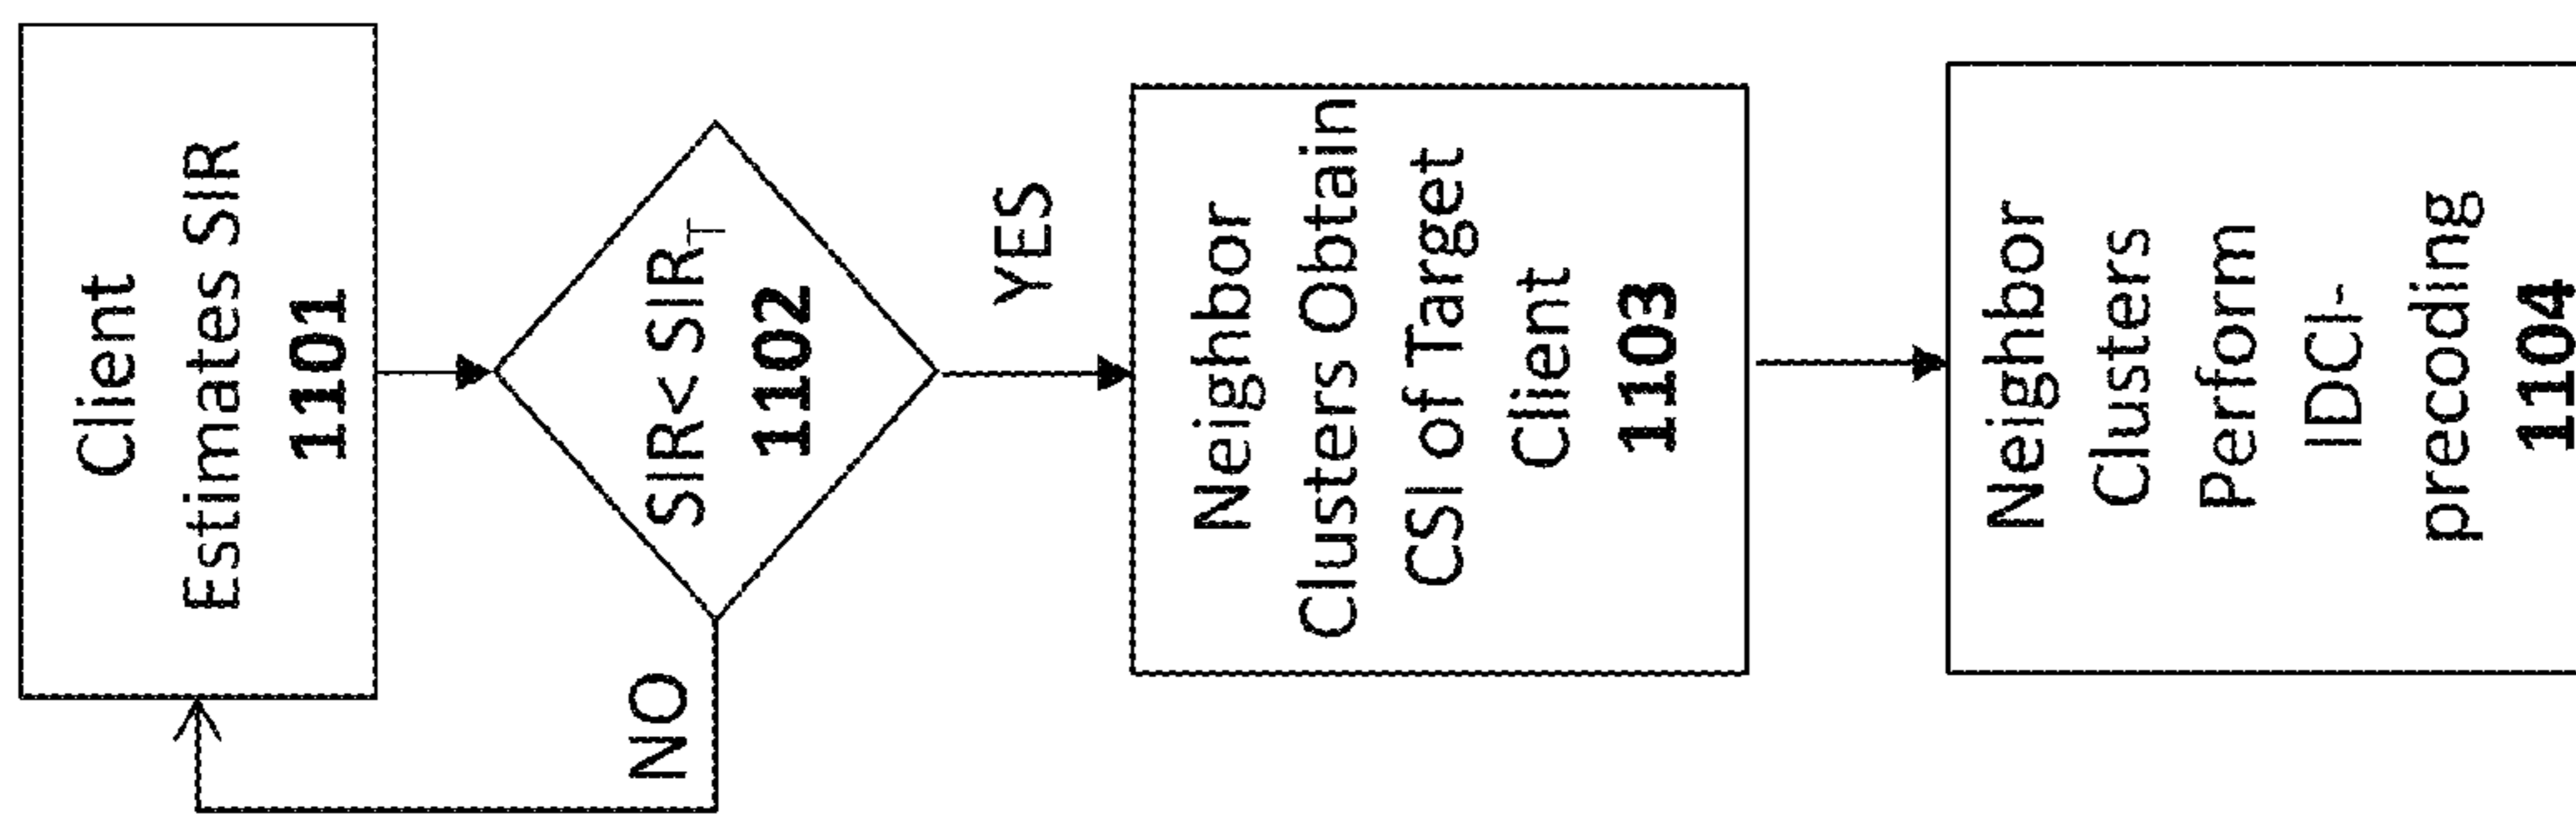 Client
Estimates SIR
1101
SIR<SIR_T
1102
NO
YES
Neighbor
Clusters Obtain
CSI of Target
Client
1103
Neighbor
Clusters
Perform
IDCI-
precoding
1104